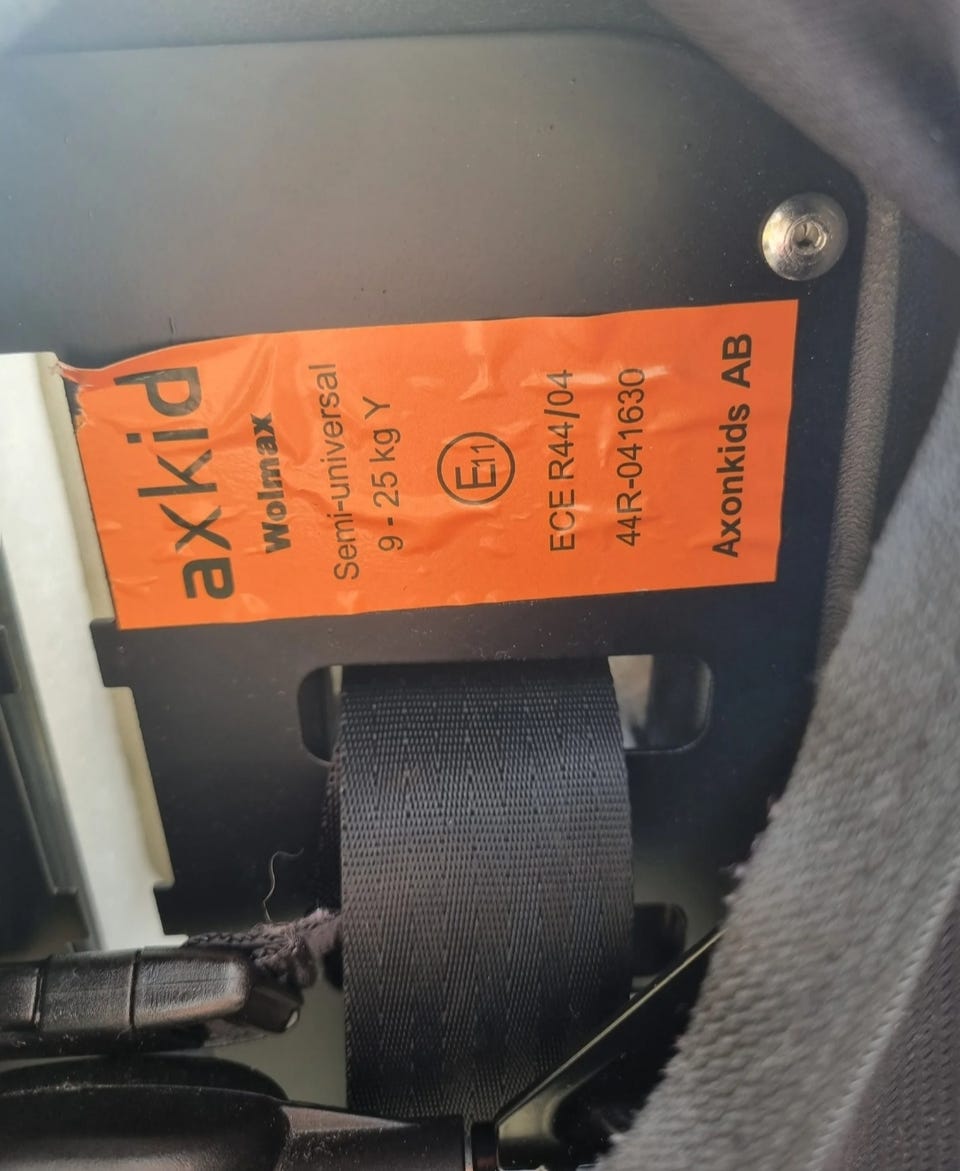 axkid
Wolmax
Semi-universal
9 - 25 kg Y
E11
ECE R44/04
44R-041630
Axonkids AB